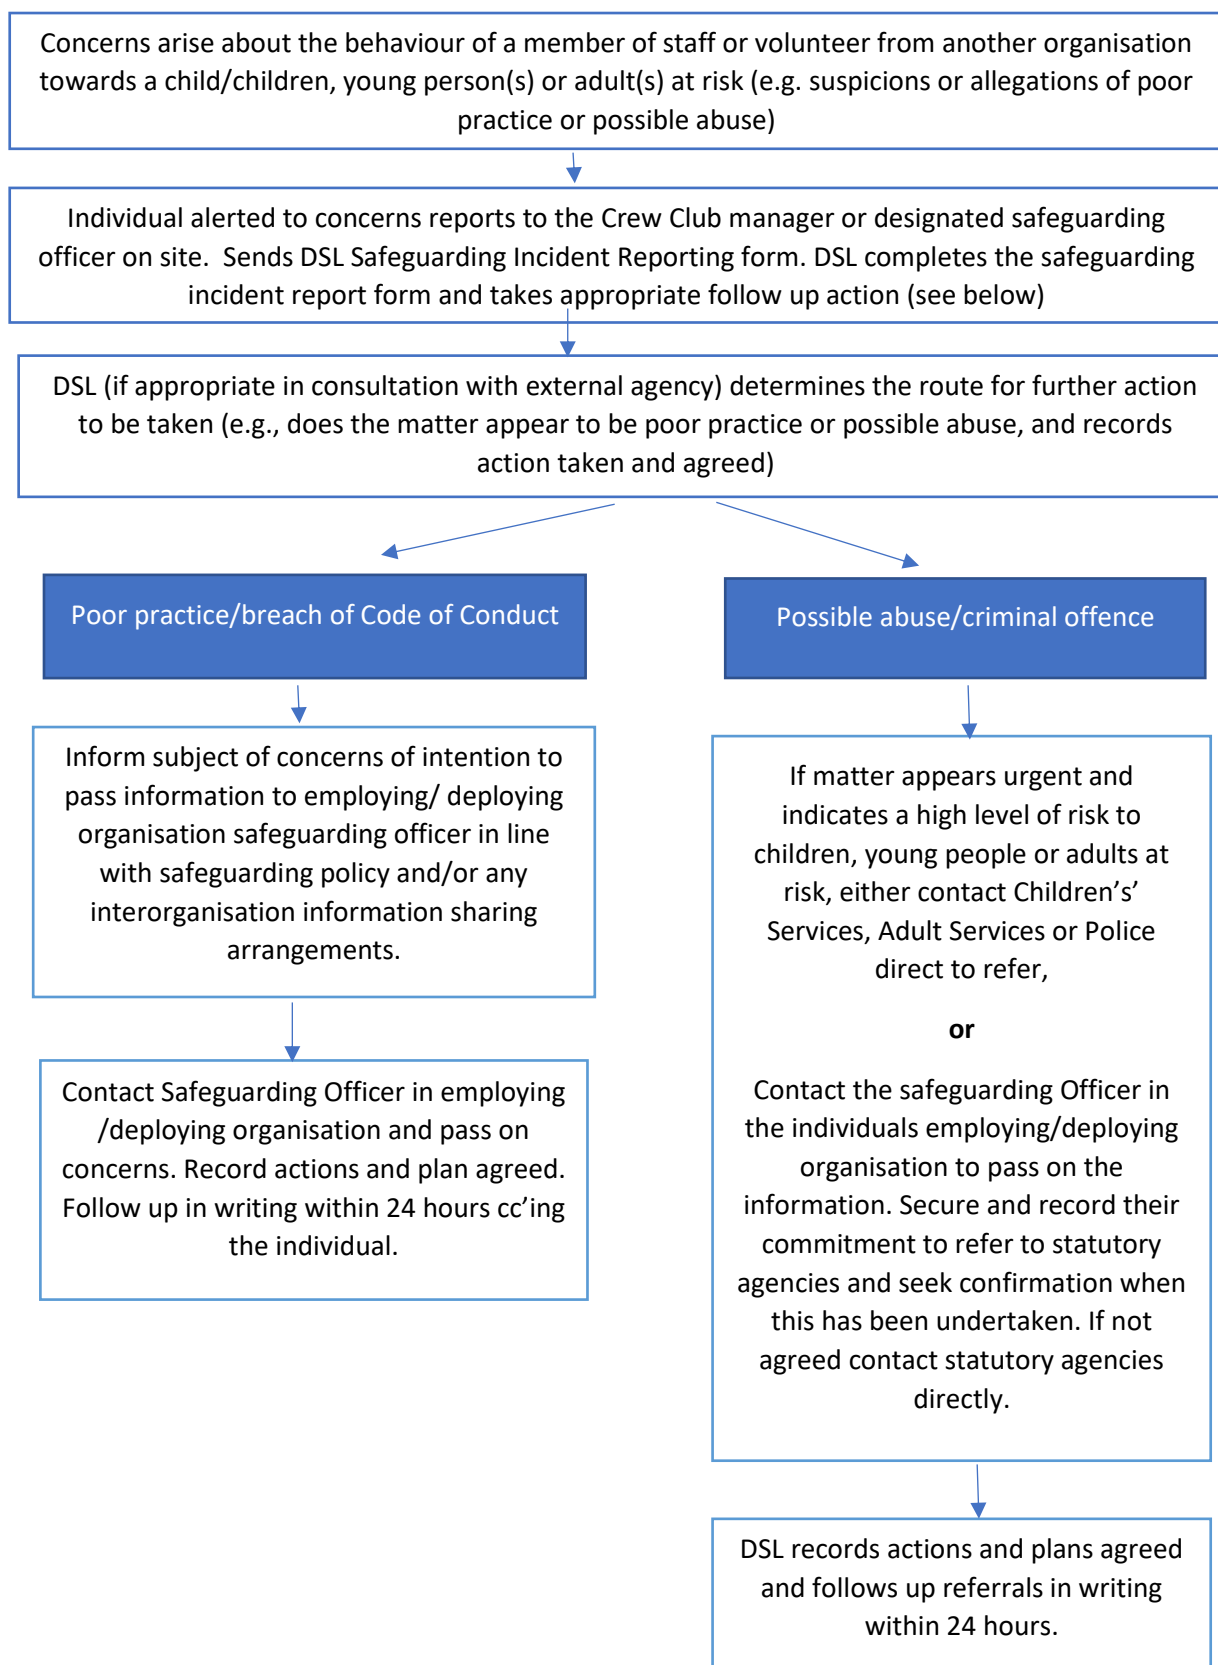 Concerns arise about the behaviour of a member of staff or volunteer from another organisation
towards a child/children, young person(s) or adult(s) at risk (e.g. suspicions or allegations of poor
practice or possible abuse)
Individual alerted to concerns reports to the Crew Club manager or designated safeguarding
officer on site.  Sends DSL Safeguarding Incident Reporting form. DSL completes the safeguarding
incident report form and takes appropriate follow up action (see below)
DSL (if appropriate in consultation with external agency) determines the route for further action
to be taken (e.g., does the matter appear to be poor practice or possible abuse, and records
action taken and agreed)
Poor practice/breach of Code of Conduct
Inform subject of concerns of intention to
pass information to employing/ deploying
organisation safeguarding officer in line
with safeguarding policy and/or any
interorganisation information sharing
arrangements.
Contact Safeguarding Officer in employing
/deploying organisation and pass on
concerns. Record actions and plan agreed.
Follow up in writing within 24 hours cc'ing
the individual.
Possible abuse/criminal offence
If matter appears urgent and
indicates a high level of risk to
children, young people or adults at
risk, either contact Children's'
Services, Adult Services or Police
direct to refer,
or
Contact the safeguarding Officer in
the individuals employing/deploying
organisation to pass on the
information. Secure and record their
commitment to refer to statutory
agencies and seek confirmation when
this has been undertaken. If not
agreed contact statutory agencies
directly.
DSL records actions and plans agreed
and follows up referrals in writing
within 24 hours.